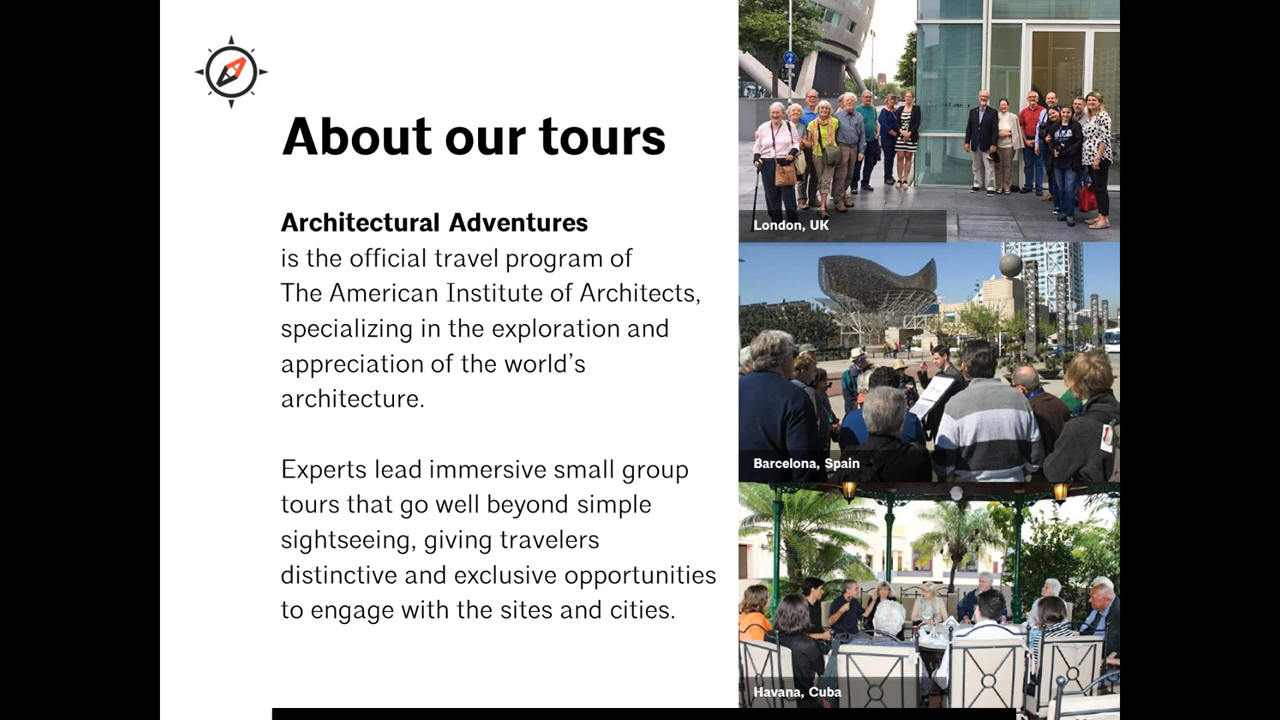 About our tours
Architectural Adventures
is the official travel program of
The American Institute of Architects,
specializing in the exploration and
appreciation of the world's
architecture.
Experts lead immersive small group
tours that go well beyond simple
sightseeing, giving travelers
distinctive and exclusive opportunities
to engage with the sites and cities.
London, UK
Barcelona, Spain
Havana, Cuba